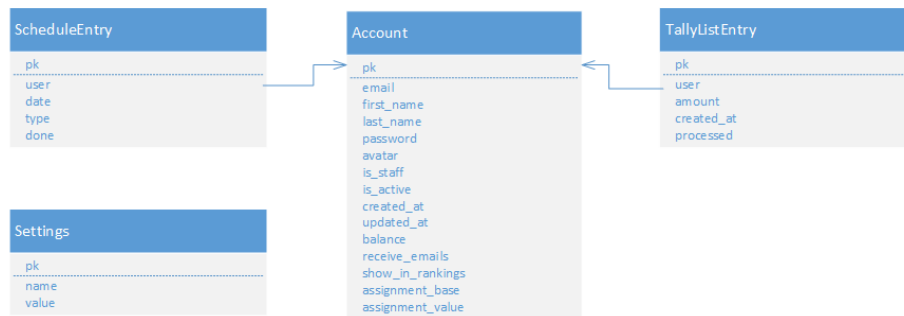 ScheduleEntry
pk
user
date
type
done
Account
pk
email
first_name
last_name
password
avatar
is_staff
is_active
created_at
updated_at
balance
receive_emails
show_in_rankings
assignment_base
assignment_value
TallyListEntry
pk
user
amount
created_at
processed
Settings
pk
name
value